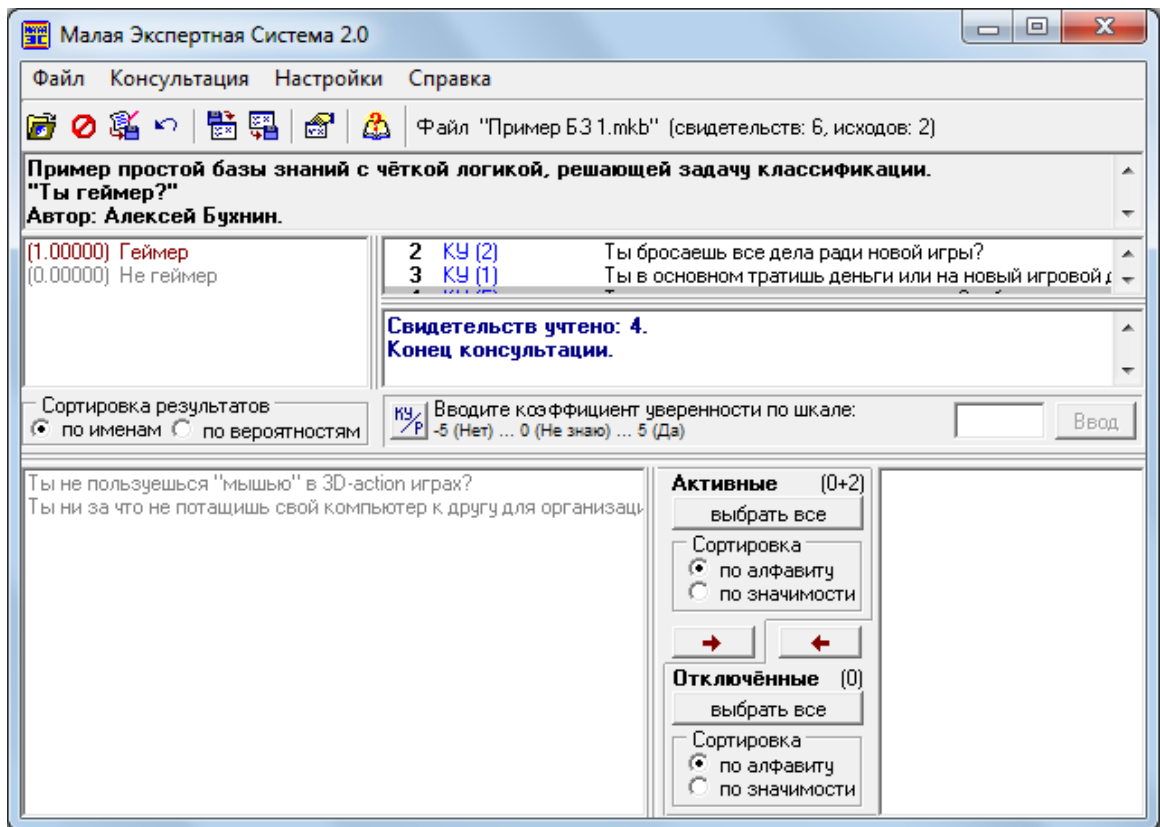 Малая Экспертная Система 2.0
Файл Консультация Настройки Справка
Файл "Пример БЗ 1.mkb" (свидетельств: 6, исходов: 2)
Пример простой базы знаний с чёткой логикой, решающей задачу классификации.
"Ты геймер?"
Автор: Алексей Бухнин.
(1.00000) Геймер
(0.00000) Не геймер
2 КУ (2) Ты бросаешь все дела ради новой игры?
3 КУ (1) Ты в основном тратишь деньги или на новый игровой
Свидетельств учтено: 4.
Конец консультации.
Сортировка результатов
по именам по вероятностям
КУ/Р
Вводите коэффициент уверенности по шкале:
-5 (Нет) ... 0 (Не знаю) ... 5 (Да)
Ввод
Ты не пользуешься "мышью" в 3D-action играх?
Ты ни за что не потащишь свой компьютер к другу для организаци
Активные (0+2)
выбрать все
Сортировка
по алфавиту
по значимости
Отключённые (0)
выбрать все
Сортировка
по алфавиту
по значимости